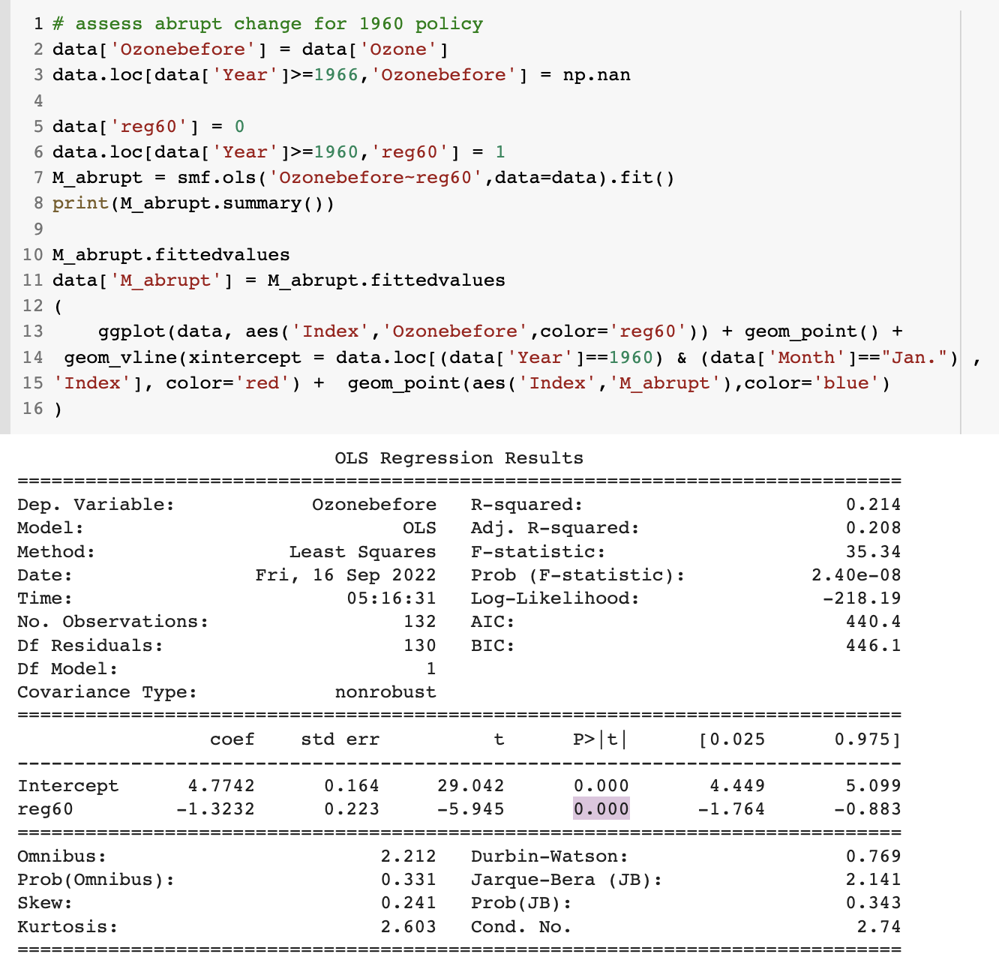 1 # assess abrupt change for 1960 policy
2 data['Ozonebefore'] = data['Ozone']
3 data.loc[data['Year']>=1966,'Ozonebefore'] = np.nan
4
5 data['reg60'] = 0
6 data.loc[data['Year']>=1960,'reg60'] = 1
7 M_abrupt = smf.ols('Ozonebefore~reg60',data=data).fit()
8 print(M_abrupt.summary())
9
10 M_abrupt.fittedvalues
11 data['M_abrupt'] = M_abrupt.fittedvalues
12 (
13     ggplot(data, aes('Index','Ozonebefore',color='reg60')) + geom_point() +
14  geom_vline(xintercept = data.loc[(data['Year']==1960) & (data['Month']=="Jan.") ,
15 'Index'], color='red') +  geom_point(aes('Index','M_abrupt'),color='blue')
16 )
                            OLS Regression Results
==============================================================================
Dep. Variable:            Ozonebefore   R-squared:                       0.214
Model:                            OLS   Adj. R-squared:                  0.208
Method:                 Least Squares   F-statistic:                     35.34
Date:                Fri, 16 Sep 2022   Prob (F-statistic):           2.40e-08
Time:                        05:16:31   Log-Likelihood:                -218.19
No. Observations:                 132   AIC:                             440.4
Df Residuals:                     130   BIC:                             446.1
Df Model:                           1
Covariance Type:            nonrobust
==============================================================================
                 coef    std err          t      P>|t|      [0.025      0.975]
------------------------------------------------------------------------------
Intercept      4.7742      0.164     29.042      0.000       4.449       5.099
reg60         -1.3232      0.223     -5.945      0.000      -1.764      -0.883
==============================================================================
Omnibus:                        2.212   Durbin-Watson:                   0.769
Prob(Omnibus):                  0.331   Jarque-Bera (JB):                2.141
Skew:                           0.241   Prob(JB):                        0.343
Kurtosis:                       2.603   Cond. No.                         2.74
==============================================================================